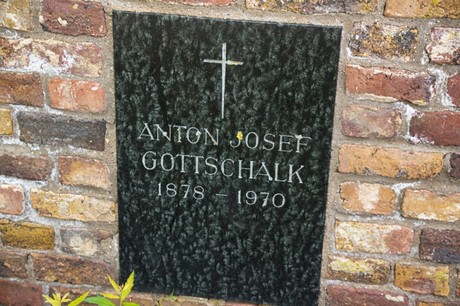 ANTON JOSEF
GOTTSCHALK
1878 - 1970